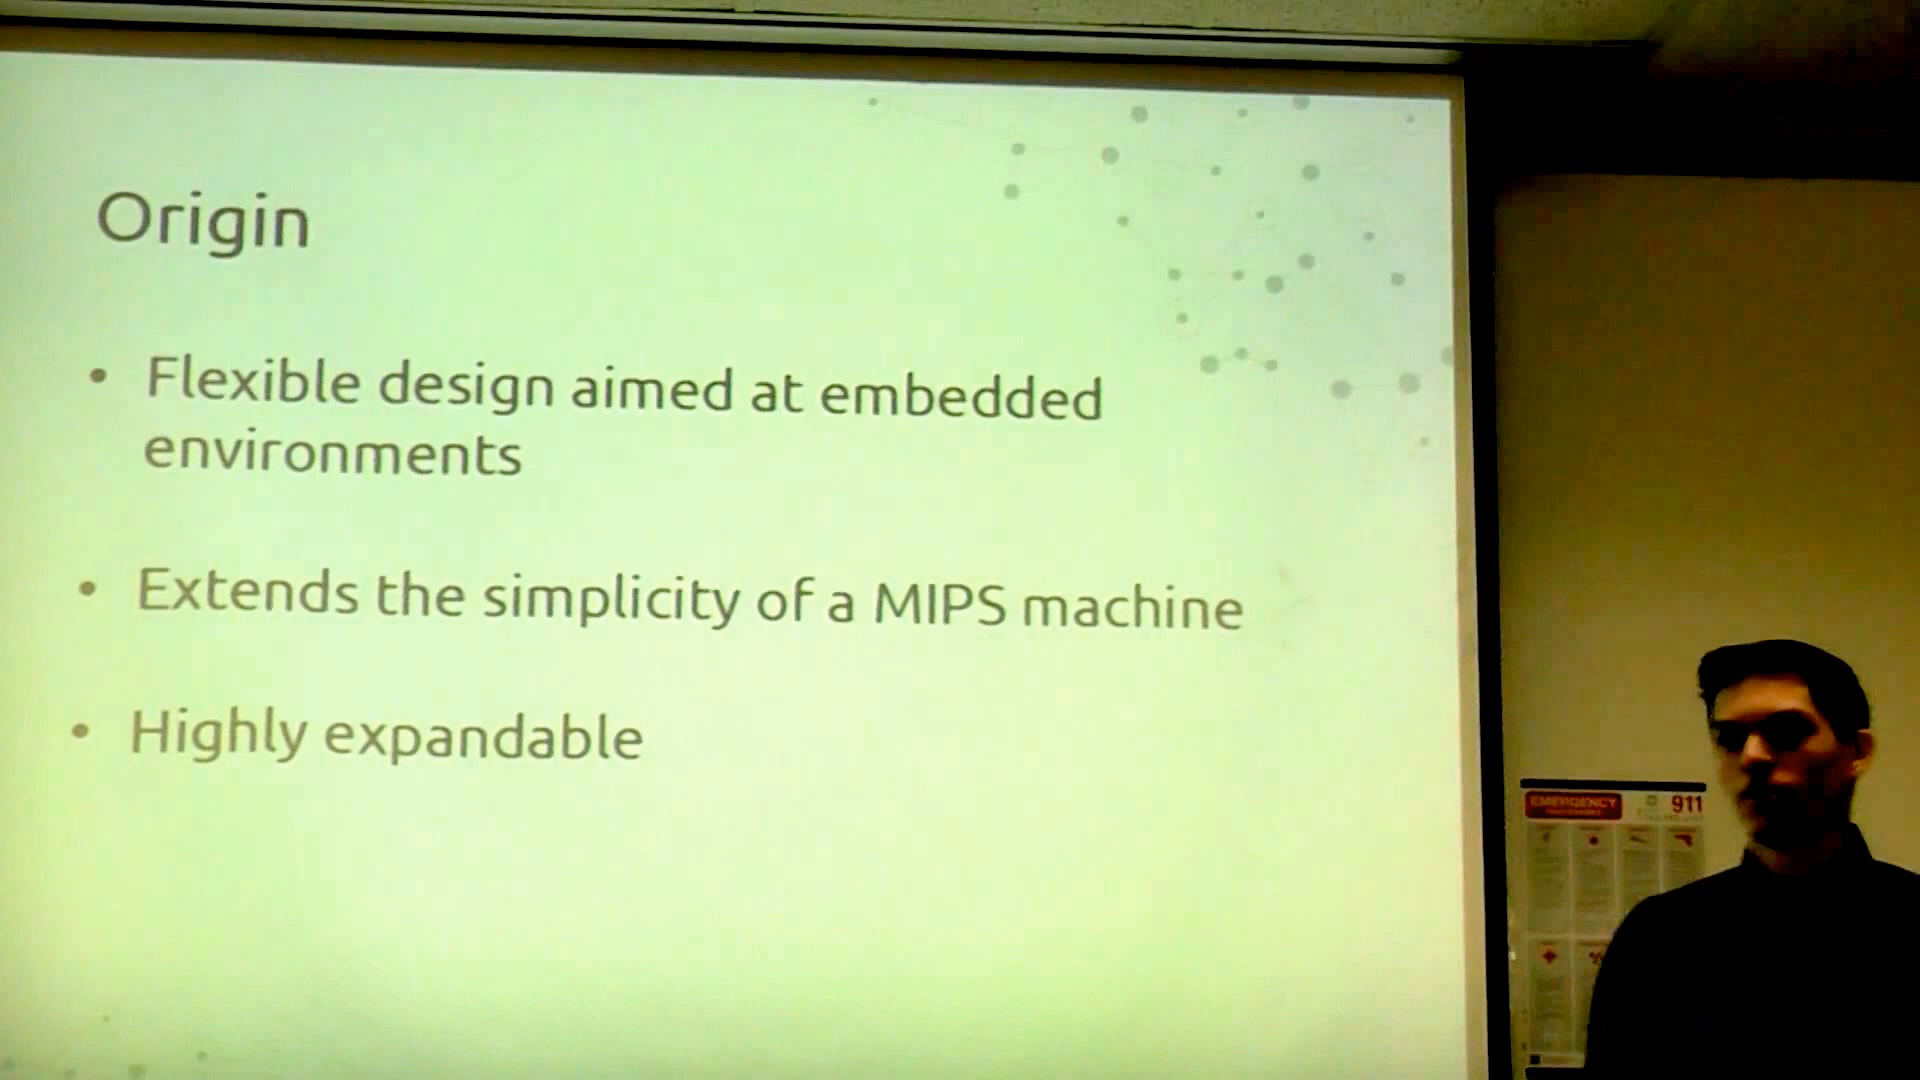 Origin
• Flexible design aimed at embedded
environments
• Extends the simplicity of a MIPS machine
• Highly expandable
EMERGENCY
911